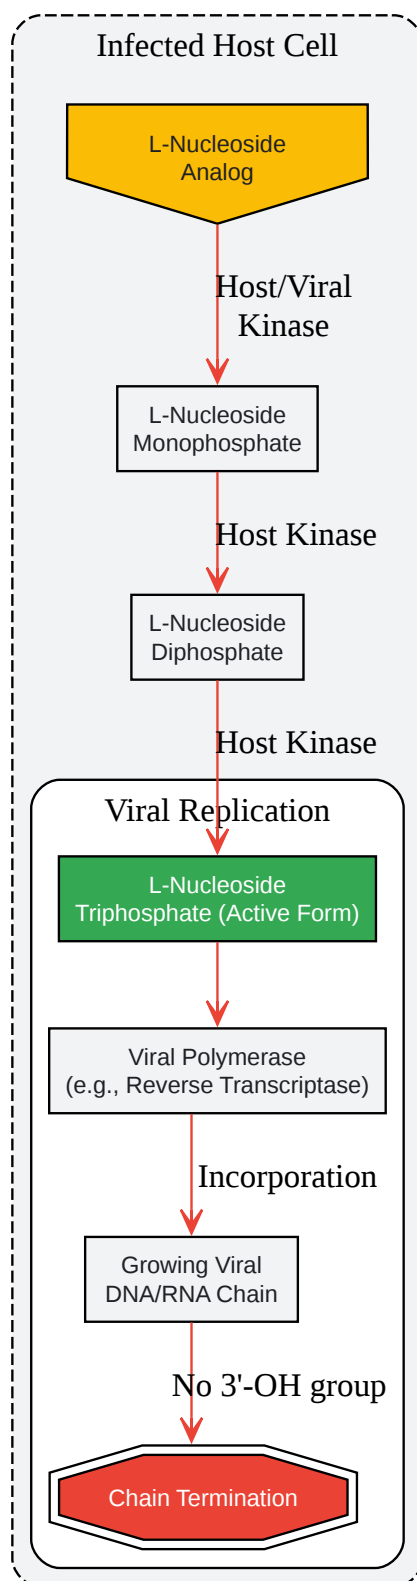 Infected Host Cell
L-Nucleoside
Analog
Host/Viral
Kinase
L-Nucleoside
Monophosphate
Host Kinase
L-Nucleoside
Diphosphate
Host Kinase
Viral Replication
L-Nucleoside
Triphosphate (Active Form)
Viral Polymerase
(e.g., Reverse Transcriptase)
Incorporation
Growing Viral
DNA/RNA Chain
No 3'-OH group
Chain Termination